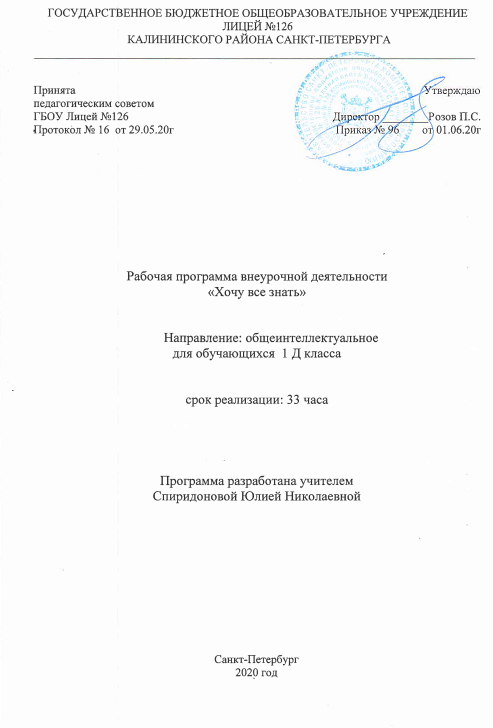 ГОСУДАРСТВЕННОЕ БЮДЖЕТНОЕ ОБЩЕОБРАЗОВАТЕЛЬНОЕ УЧРЕЖДЕНИЕ
ЛИЦЕЙ №126
КАЛИНИНСКОГО РАЙОНА САНКТ-ПЕТЕРБУРГА
Принята Утверждаю
педагогическим советом
ГБОУ Лицей №126 Директор Розов П.С.
Протокол № 16 от 29.05.20г Приказ № 96 от 01.06.20г
Рабочая программа внеурочной деятельности
«Хочу все знать»
Направление: общеинтеллектуальное
для обучающихся 1 Д класса
срок реализации: 33 часа
Программа разработана учителем
Спиридоновой Юлией Николаевной
Санкт-Петербург
2020 год